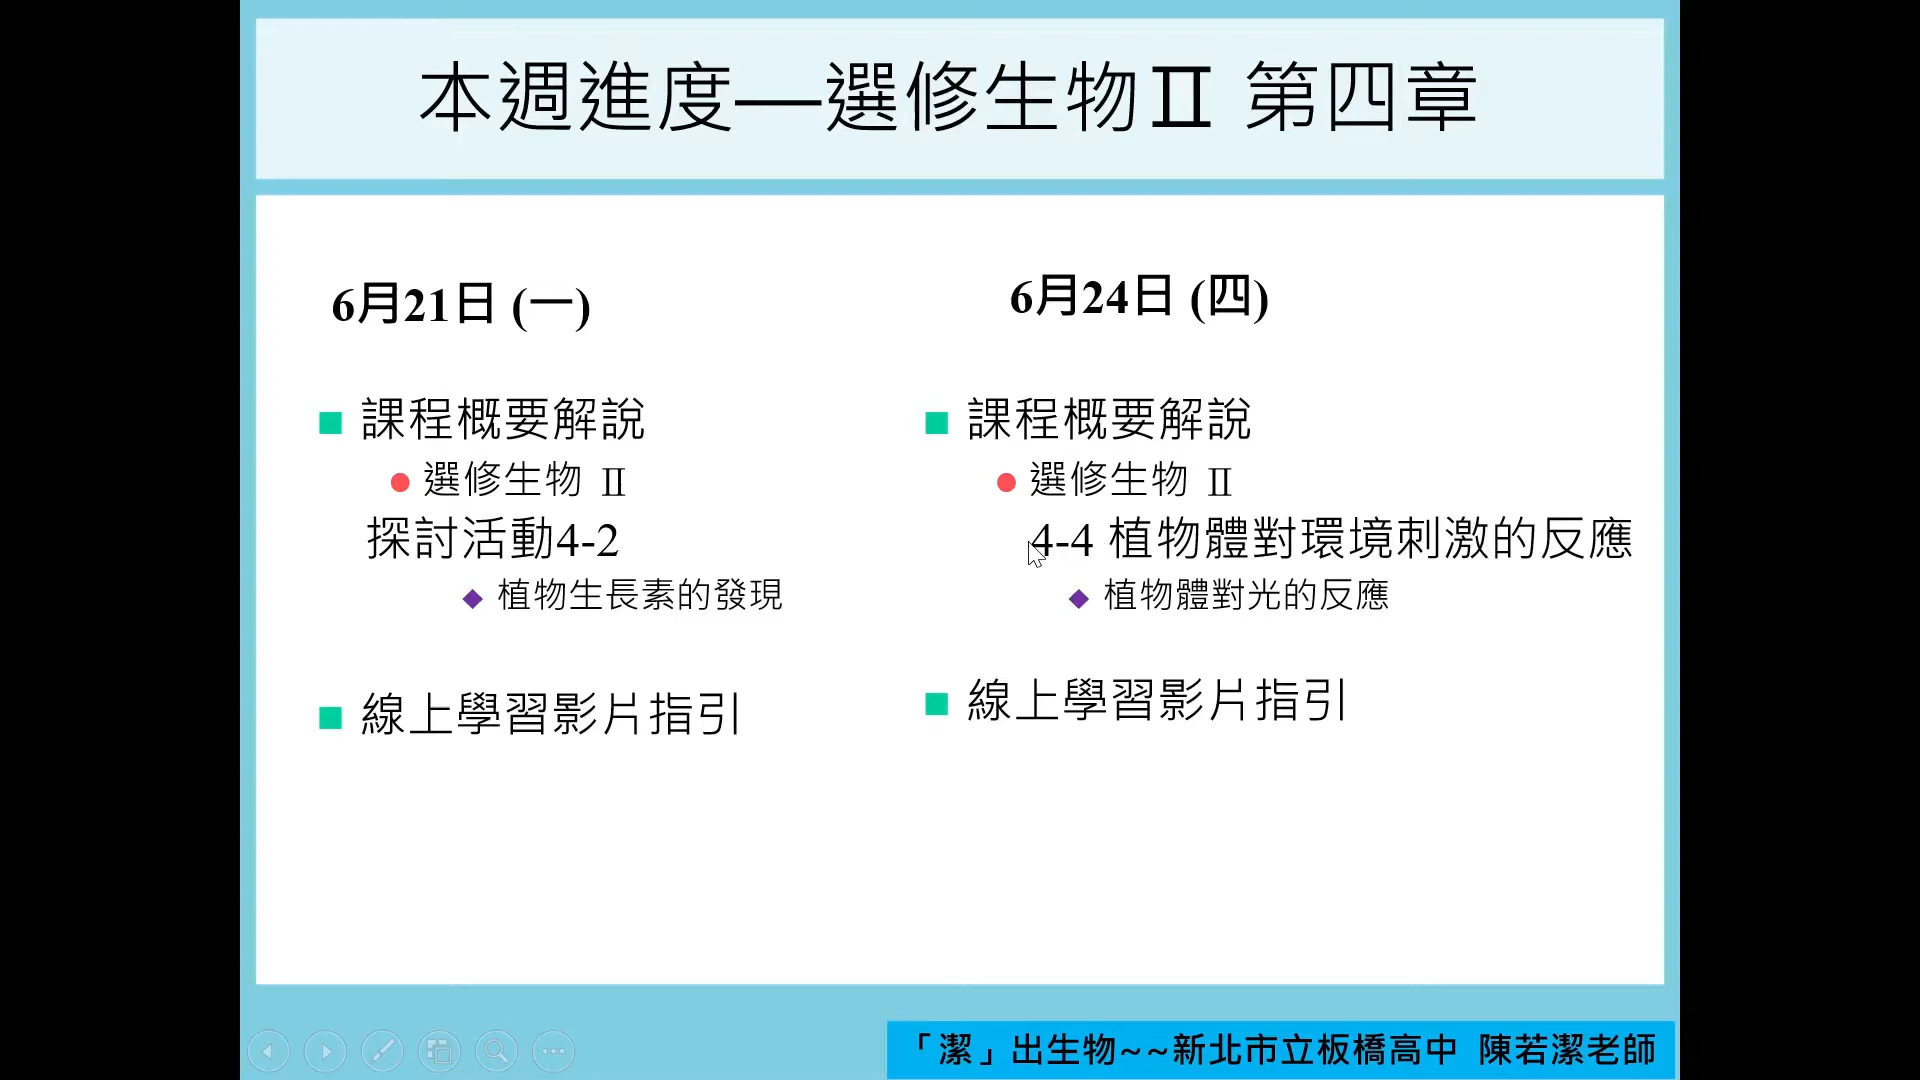 本週進度—選修生物Ⅱ 第四章
6月21日 (一)
課程概要解說
選修生物 Ⅱ
探討活動4-2
植物生長素的發現
線上學習影片指引
6月24日 (四)
課程概要解說
選修生物 Ⅱ
4-4 植物體對環境刺激的反應
植物體對光的反應
線上學習影片指引
「潔」出生物~~新北市立板橋高中 陳若潔老師